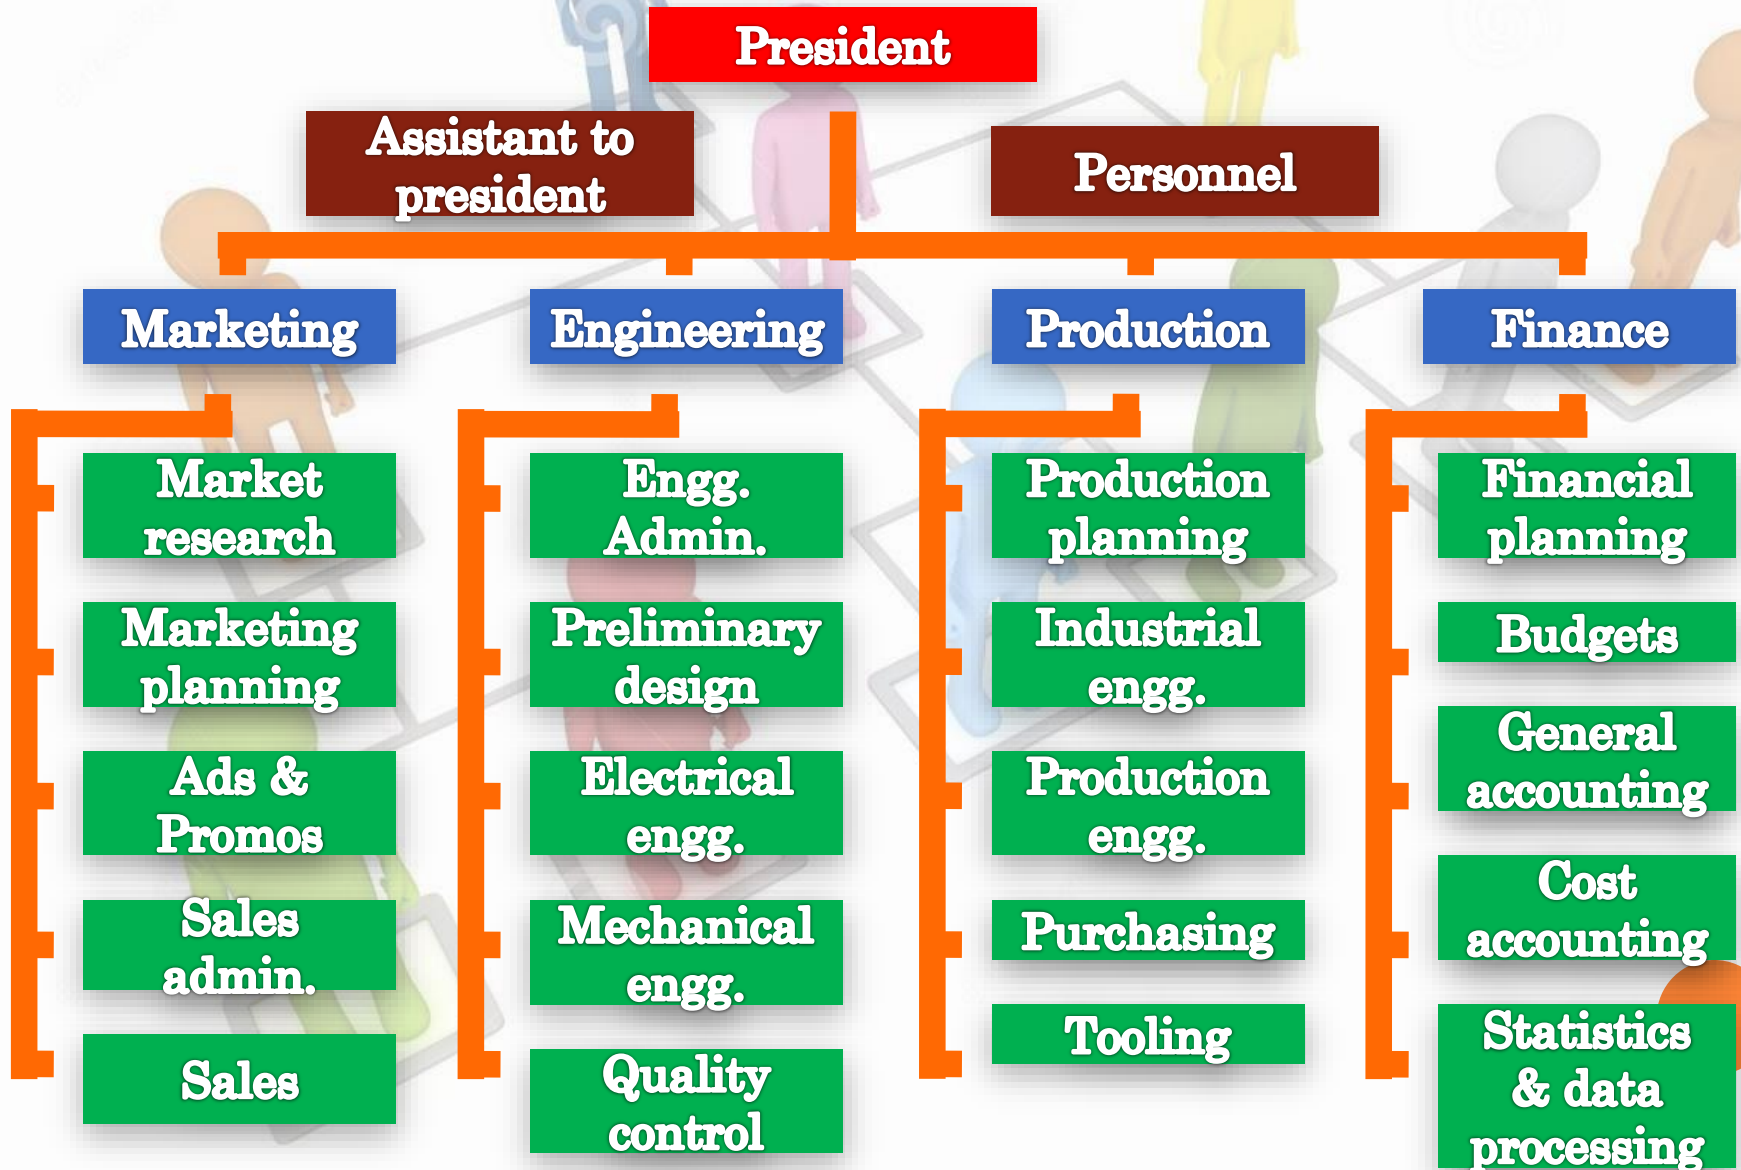 President
Assistant to
president
Personnel
Marketing
Engineering
Production
Finance
Market
research
Marketing
planning
Ads &
Promos
Sales
admin.
Sales
Engg.
Admin.
Preliminary
design
Electrical
engg.
Mechanical
engg.
Quality
control
Production
planning
Industrial
engg.
Production
engg.
Purchasing
Tooling
Financial
planning
Budgets
General
accounting
Cost
accounting
Statistics
& data
processing